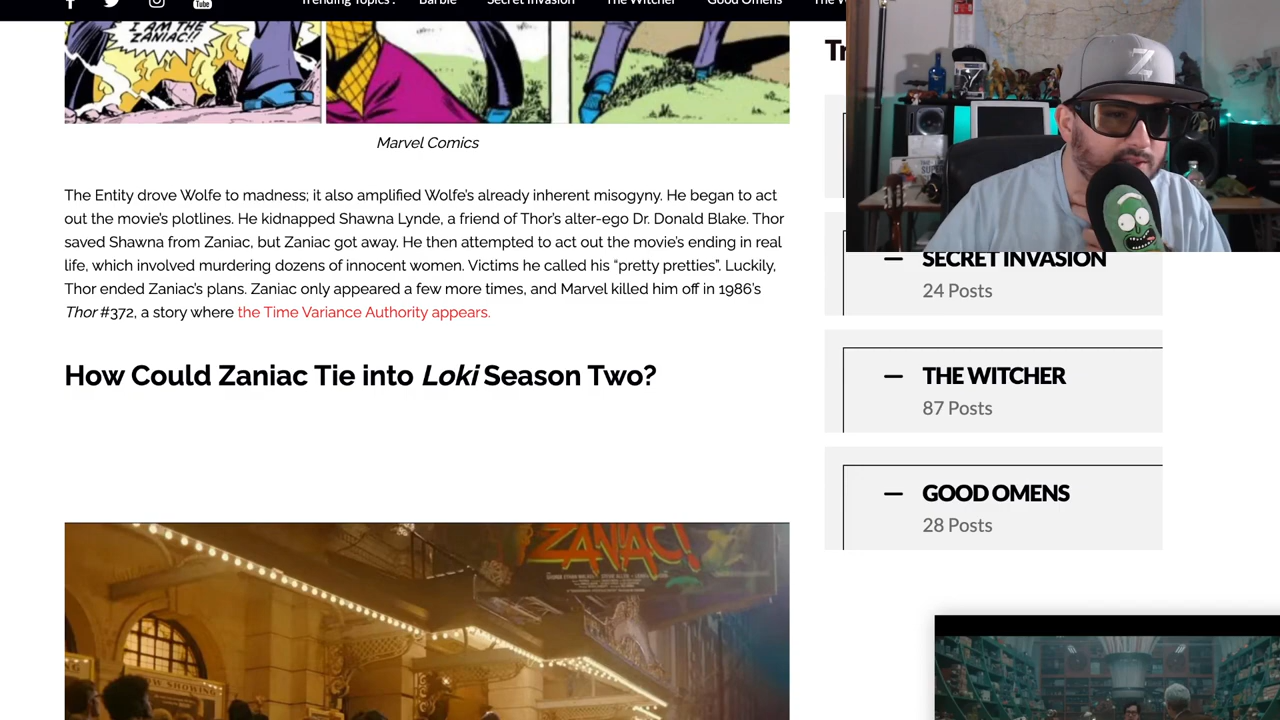 Trending Topics: Barbie Secret Invasion The Witcher Good Omens The W
You Tube
I AM THE
ZANIAC!!
Marvel Comics
The Entity drove Wolfe to madness; it also amplified Wolfe's already inherent misogyny. He began to act
out the movie's plotlines. He kidnapped Shawna Lynde, a friend of Thor's alter-ego Dr. Donald Blake. Thor
saved Shawna from Zaniac, but Zaniac got away. He then attempted to act out the movie's ending in real
life, which involved murdering dozens of innocent women. Victims he called his “pretty pretties”. Luckily,
Thor ended Zaniac's plans. Zaniac only appeared a few more times, and Marvel killed him off in 1986's
Thor #372, a story where the Time Variance Authority appears.
How Could Zaniac Tie into Loki Season Two?
ZANIAC!
NOW SHOWING
Tr
Z
SECRET INVASION
24 Posts
THE WITCHER
87 Posts
GOOD OMENS
28 Posts